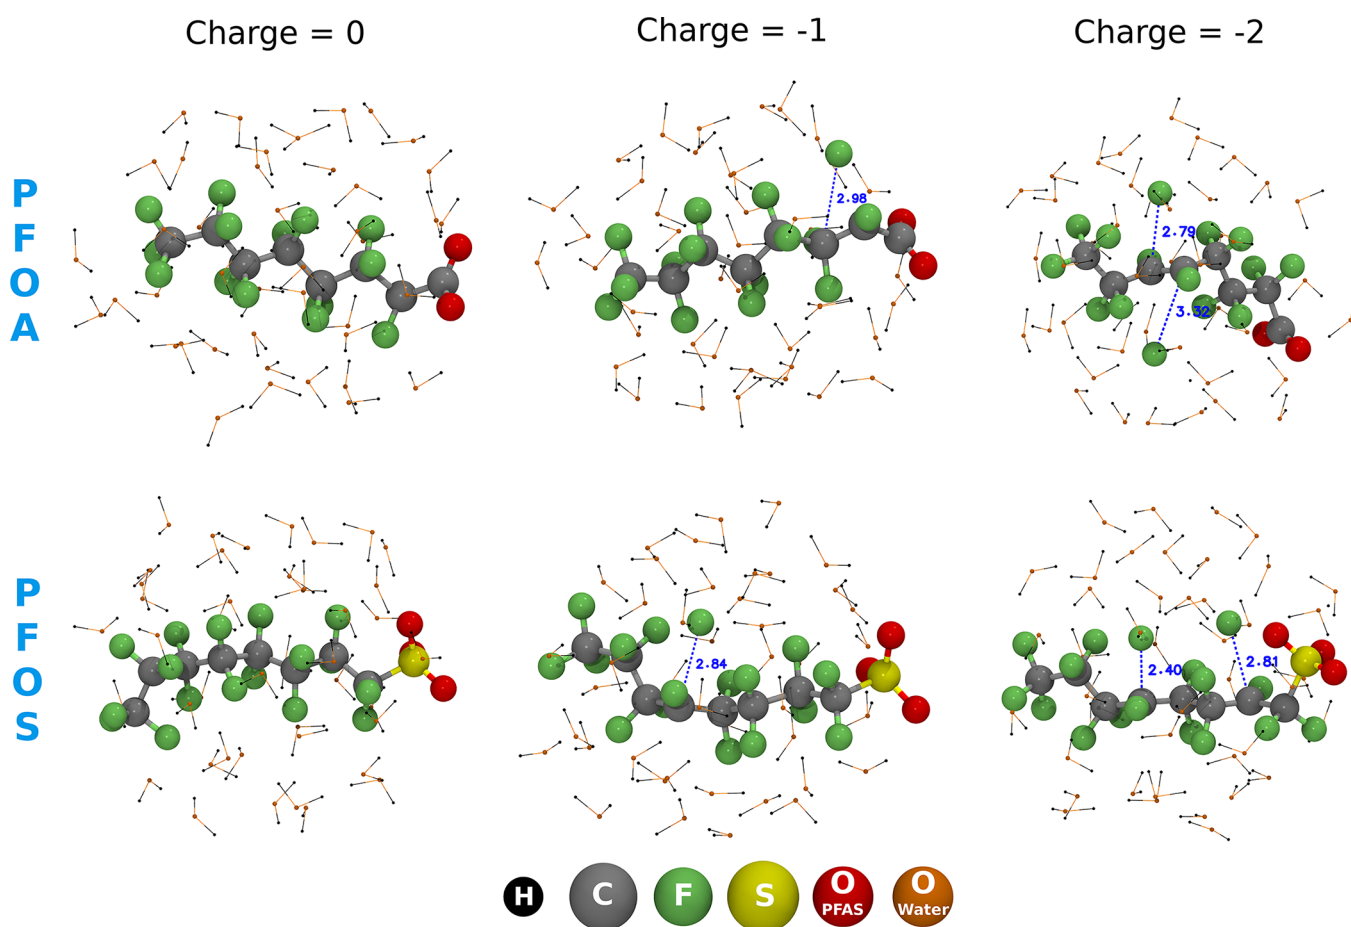 Charge = 0
Charge = -1
Charge = -2
P
F
O
A
2.98
2.79
3.32
P
F
O
S
2.84
2.40
2.81
H
C
F
S
O
PFAS
O
Water